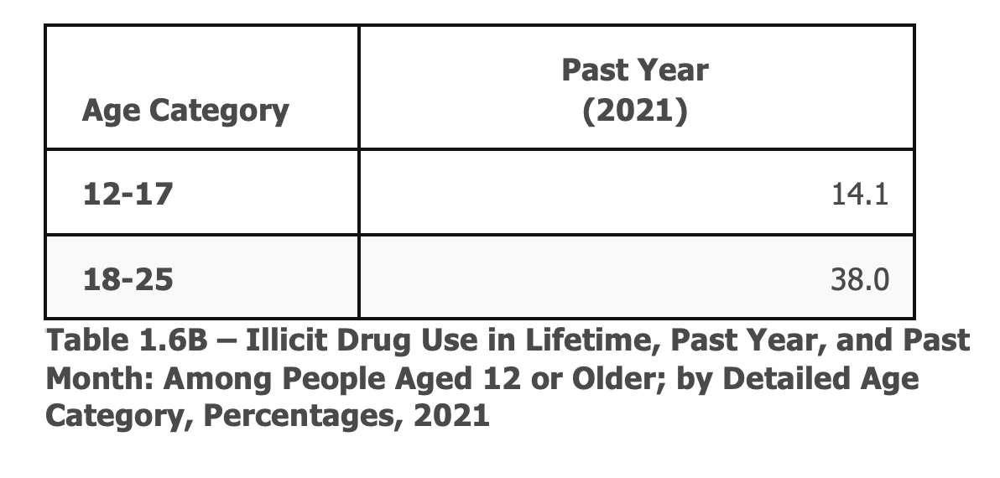 Age Category
Past Year
(2021)
12-17
14.1
18-25
38.0
Table 1.6B – Illicit Drug Use in Lifetime, Past Year, and Past
Month: Among People Aged 12 or Older; by Detailed Age
Category, Percentages, 2021